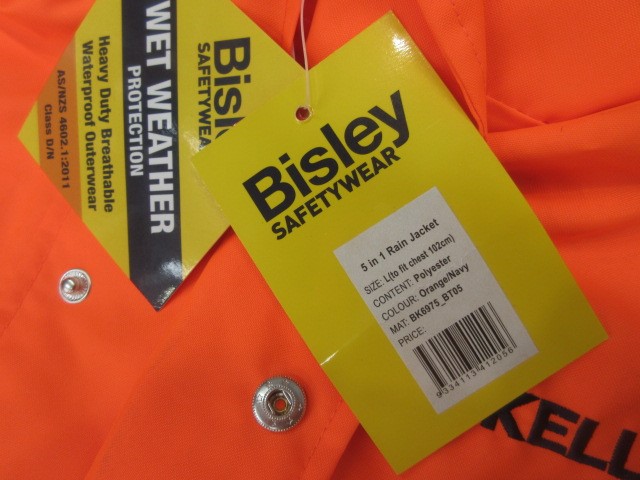 Bisley
SAFETYWEAR
WET WEATHER
PROTECTION
Heavy Duty Breathable
Waterproof Outerwear
AS/NZS 4602.1:2011
Class D/N
Bisley
SAFETYWEAR
5 in 1 Rain Jacket
SIZE: L(to fit chest 102cm)
CONTENT: Polyester
COLOUR: Orange/Navy
MAT: BK6975_BT05
PRICE:
9334113412056
KELL